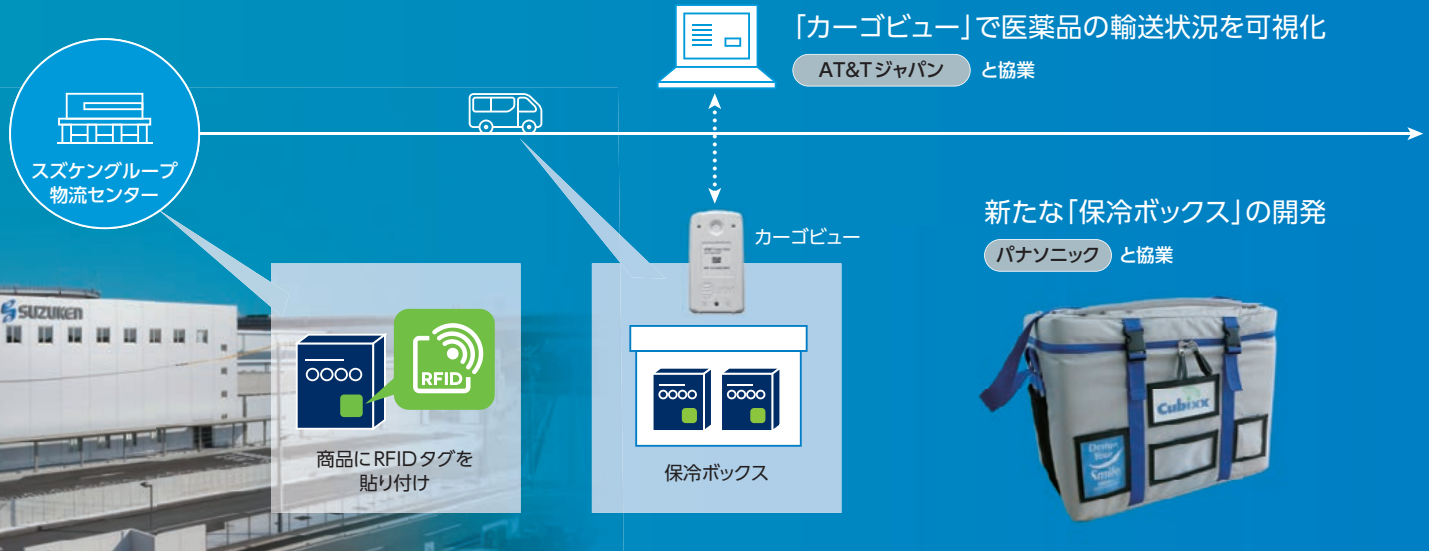 「カーゴビュー」で医薬品の輸送状況を可視化
AT&Tジャパン と協業
スズケングループ
物流センター
カーゴビュー
新たな「保冷ボックス」の開発
パナソニック と協業
SUZUKEN
RFID
商品にRFIDタグを
貼り付け
保冷ボックス
Cubixx
Design
Your
Smile